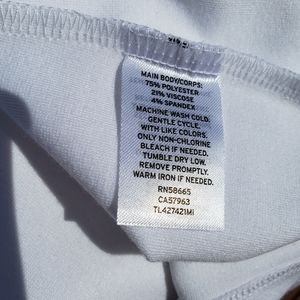 MAIN BODY/CORPS:
75% POLYESTER
21% VISCOSE
4% SPANDEX
MACHINE WASH COLD.
GENTLE CYCLE,
WITH LIKE COLORS.
ONLY NON-CHLORINE
BLEACH IF NEEDED.
TUMBLE DRY LOW.
REMOVE PROMPTLY.
WARM IRON IF NEEDED.
RN58665
CA57963
TL427421MI